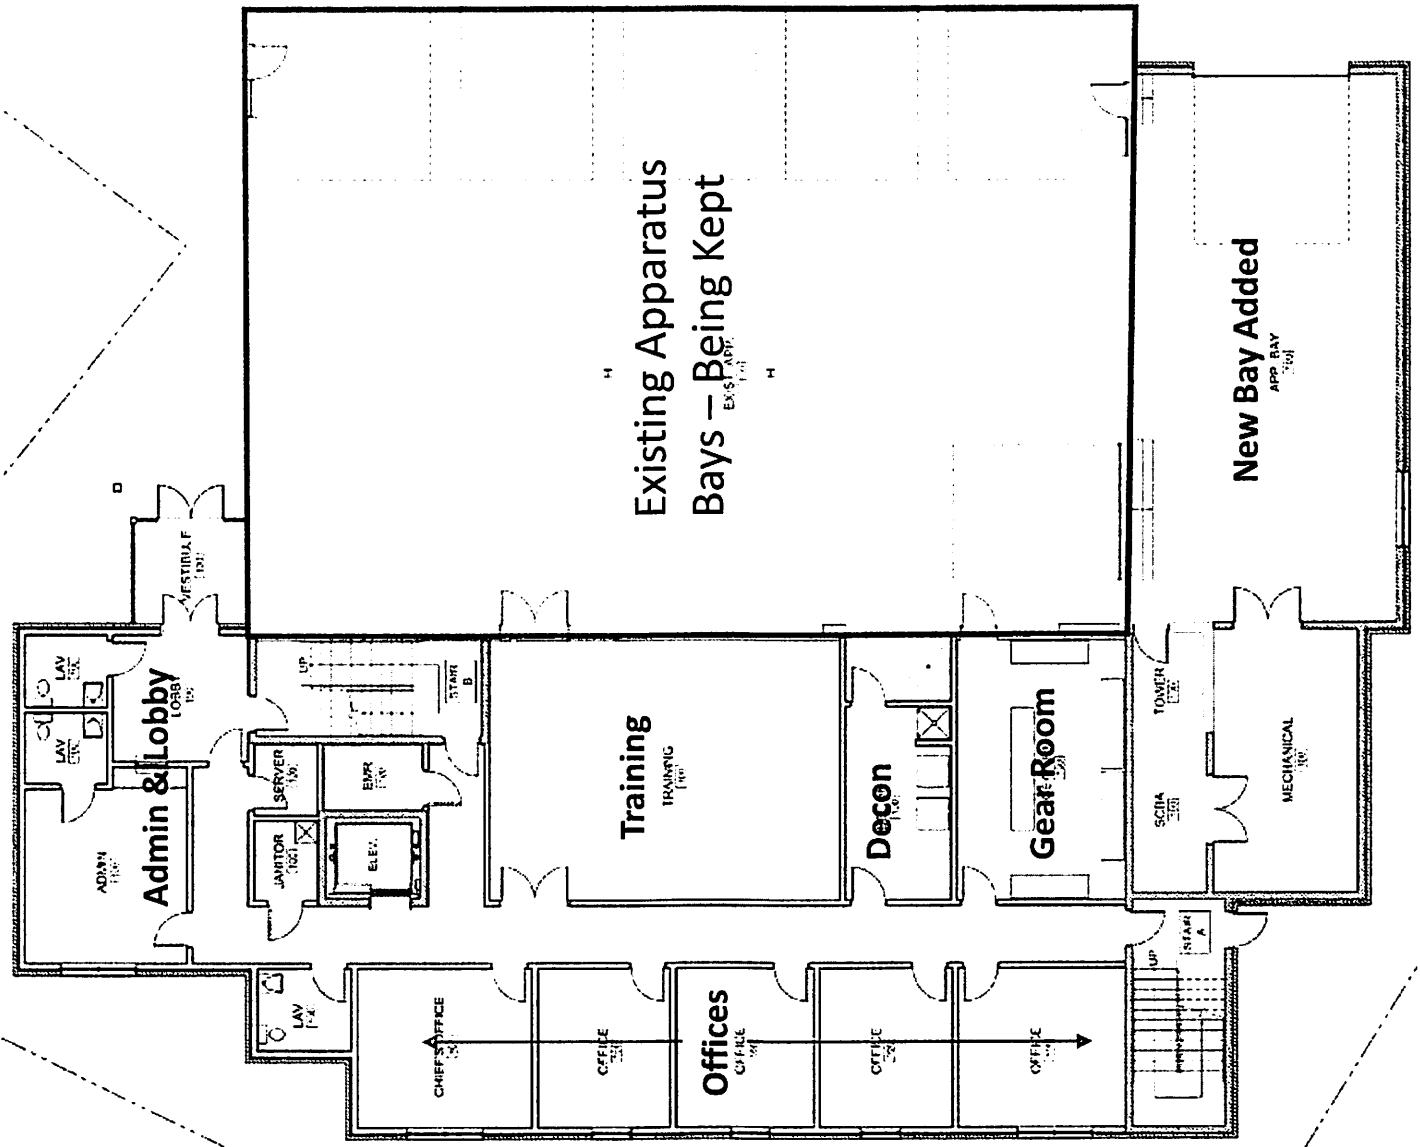 Existing Apparatus
Bays – Being Kept
New Bay Added
APP. BAY
VESTIBULE
LAV
LAV
Admin & Lobby
LOBBY
ADMIN
UP
STAIR
B
SERVER
EMR
JANITOR
ELEV.
Training
TRAINING
Decon
Gear Room
TOWER
SCBA
MECHANICAL
STAIR
A
UP
LAV
CHIEF'S OFFICE
OFFICE
Offices
OFFICE
OFFICE
OFFICE
H
H